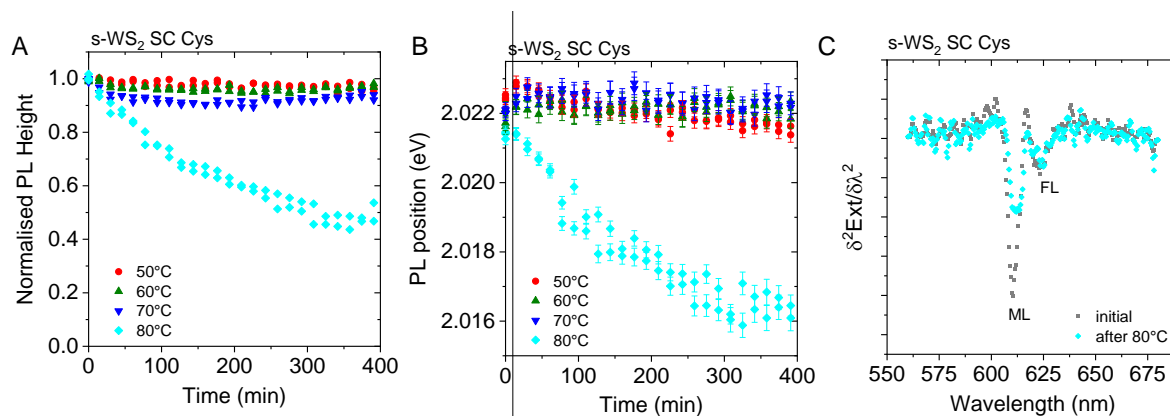 A
s-WS₂ SC Cys
Normalised PL Height
1.0
0.8
0.6
0.4
0.2
0.0
50°C
60°C
70°C
80°C
0 100 200 300 400
Time (min)
B
s-WS₂ SC Cys
PL position (eV)
2.022
2.020
2.018
2.016
50°C
60°C
70°C
80°C
0 100 200 300 400
Time (min)
C
s-WS₂ SC Cys
δ²Ext/δλ²
FL
ML
initial
after 80°C
550 575 600 625 650 675
Wavelength (nm)